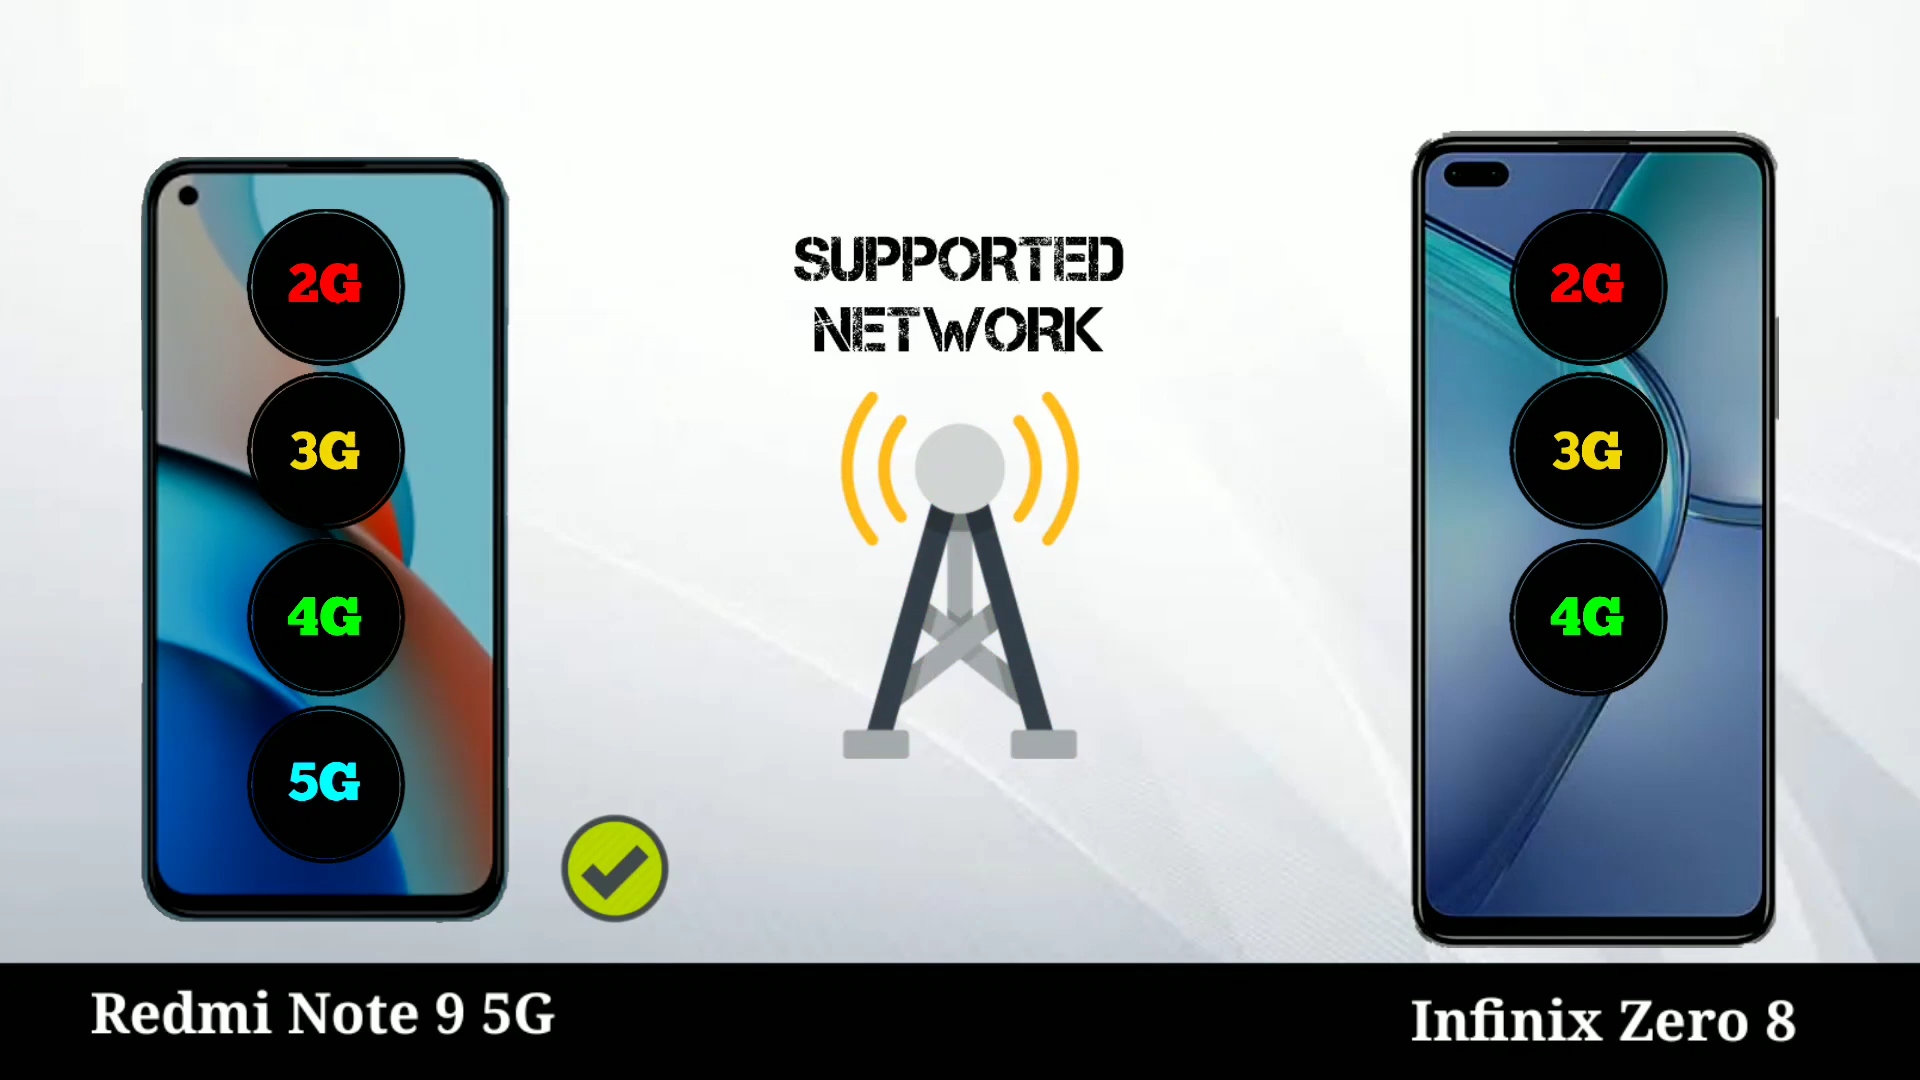 SUPPORTED
NETWORK
2G
3G
4G
5G
2G
3G
4G
Redmi Note 9 5G
Infinix Zero 8